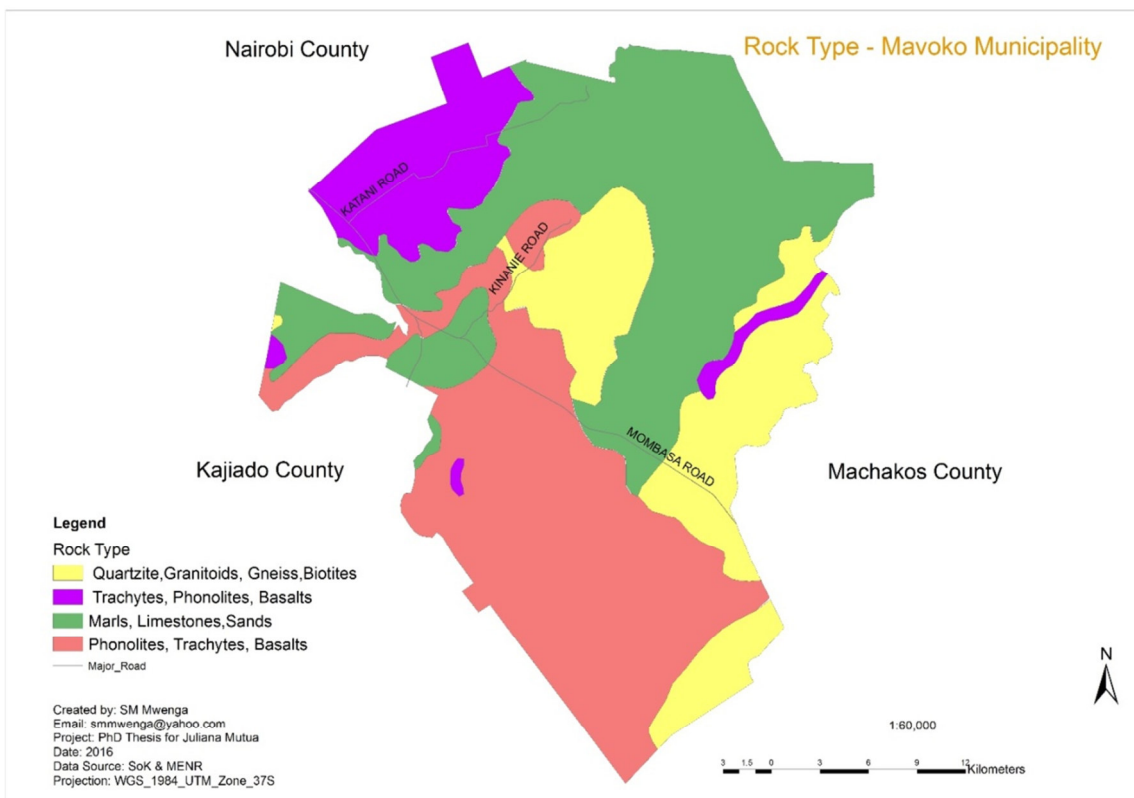 Nairobi County
Rock Type - Mavoko Municipality
KATANI ROAD
KINANIE ROAD
MOMBASA ROAD
Kajiado County
Machakos County
Legend
Rock Type
Quartzite,Granitoids, Gneiss,Biotites
Trachytes, Phonolites, Basalts
Marls, Limestones,Sands
Phonolites, Trachytes, Basalts
Major_Road
Created by: SM Mwenga
Email: smmwenga@yahoo.com
Project: PhD Thesis for Juliana Mutua
Date: 2016
Data Source: SoK & MENR
Projection: WGS_1984_UTM_Zone_37S
N
1:60,000
3 1.5 0 3 6 9 12
Kilometers